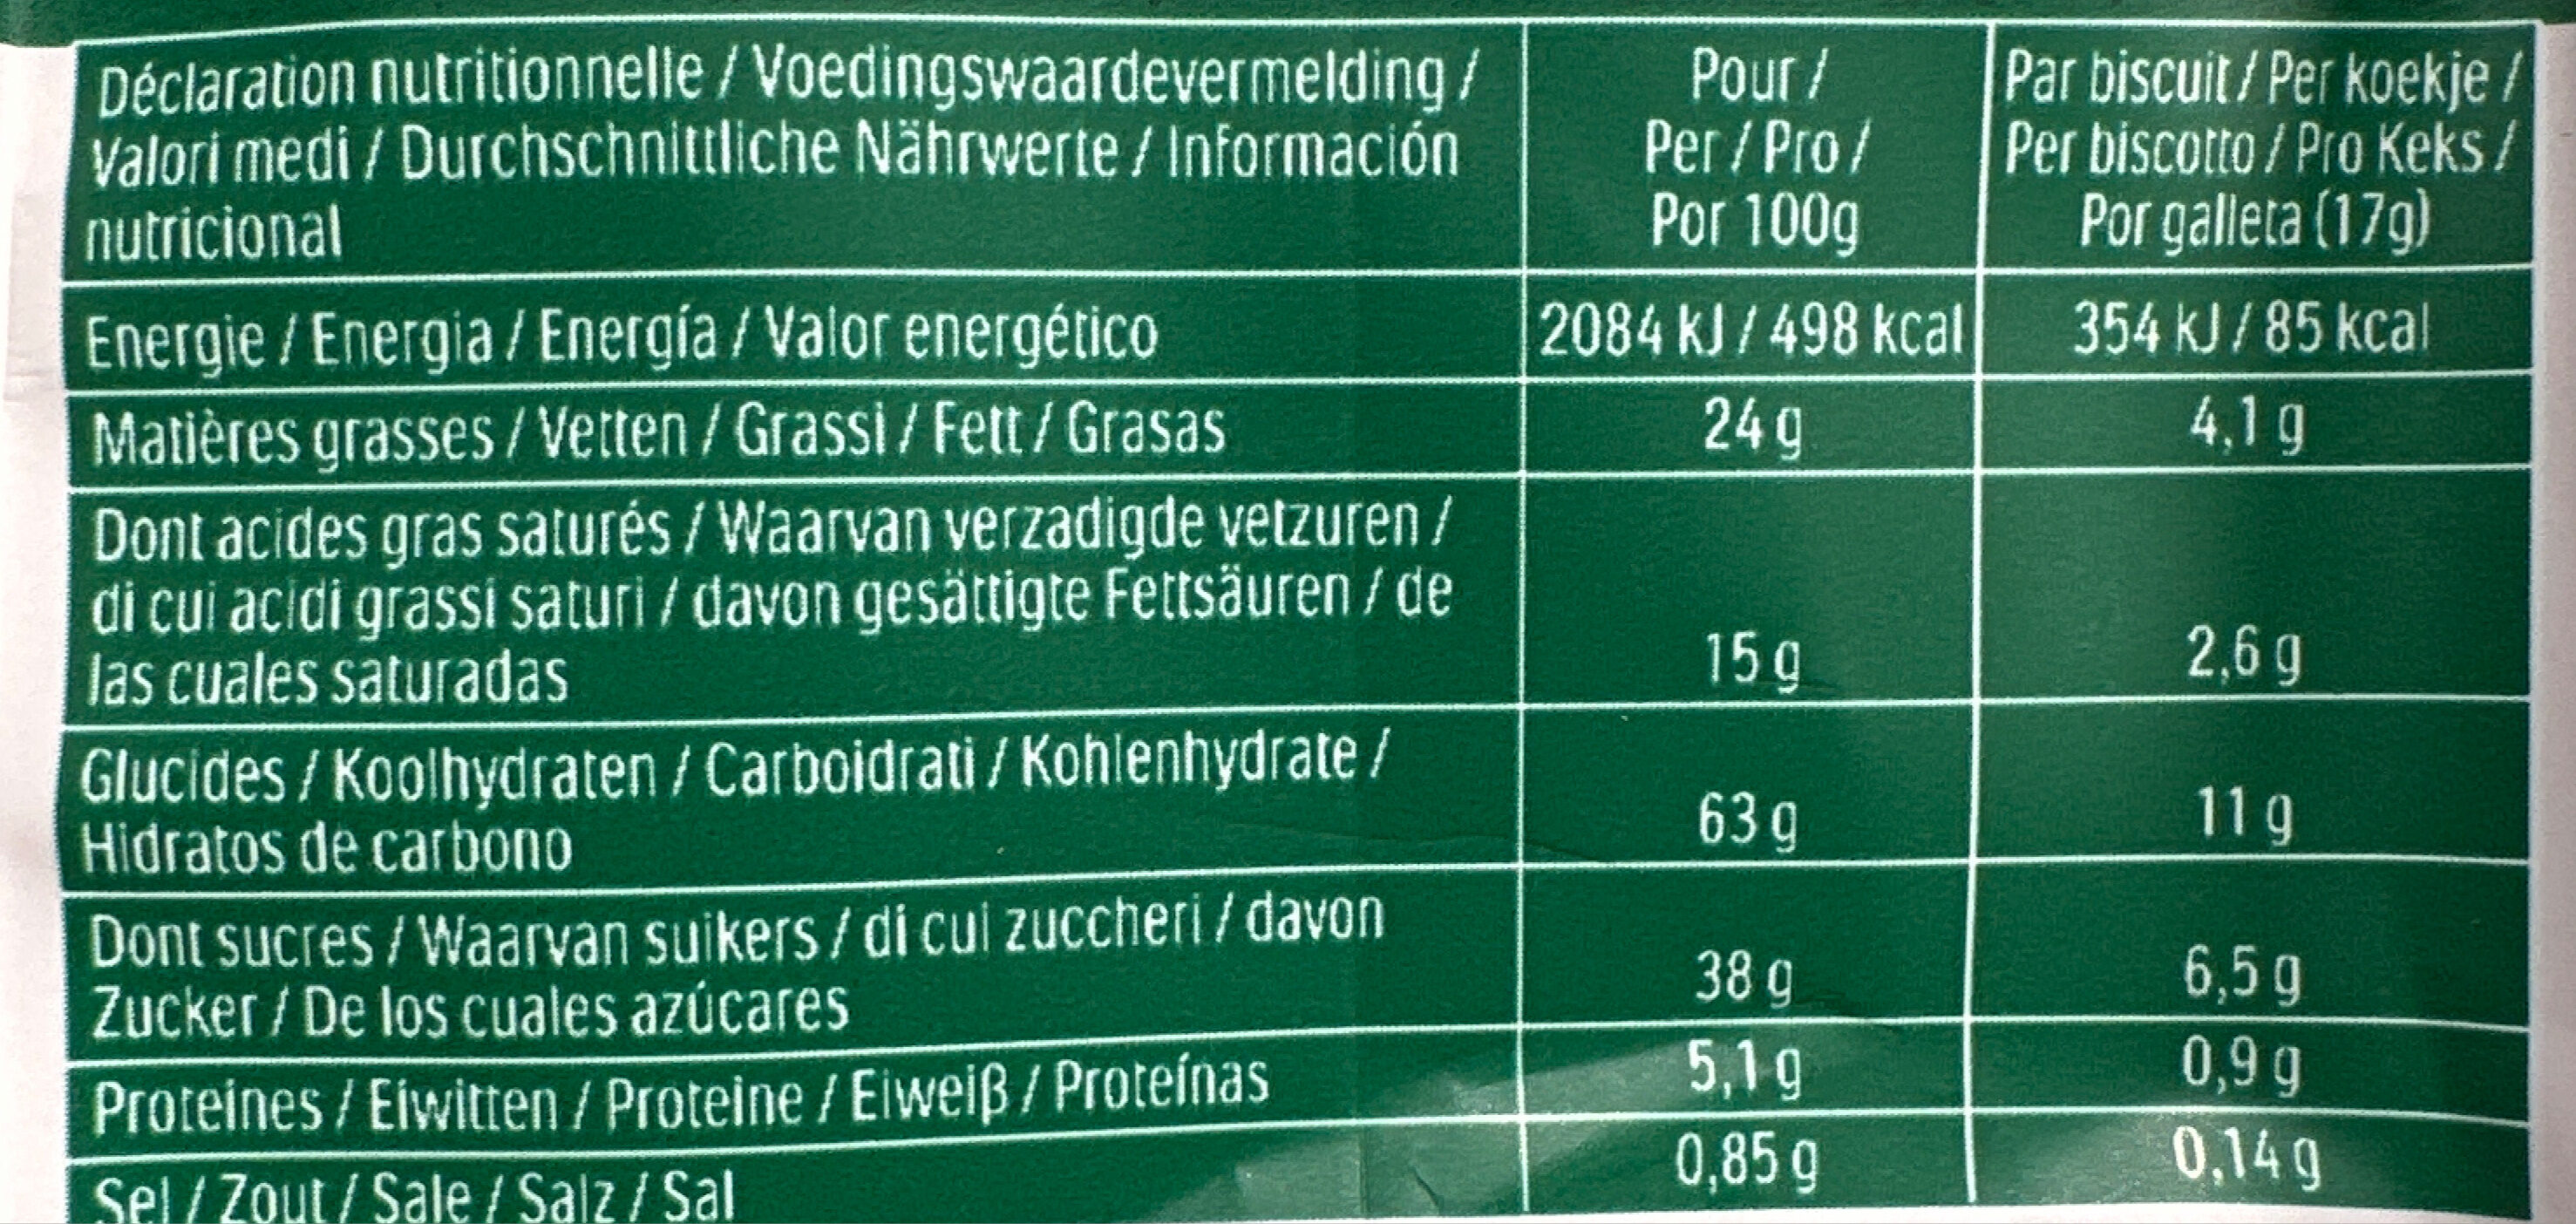 Déclaration nutritionnelle / Voedingswaardevermelding /
Valori medi / Durchschnittliche Nährwerte / Información
nutricional
Pour /
Per / Pro /
Por 100g
Par biscuit / Per koekje /
Per biscotto / Pro Keks /
Por galleta (17g)
Energie / Energia / Energía / Valor energético
2084 kJ / 498 kcal
354 kJ / 85 kcal
Matières grasses / Vetten / Grassi / Fett / Grasas
24 g
4,1 g
Dont acides gras saturés / Waarvan verzadigde vetzuren /
di cui acidi grassi saturi / davon gesättigte Fettsäuren / de
las cuales saturadas
15 g
2,6 g
Glucides / Koolhydraten / Carboidrati / Kohlenhydrate /
Hidratos de carbono
63 g
11 g
Dont sucres / Waarvan suikers / di cui zuccheri / davon
Zucker / De los cuales azúcares
38 g
6,5 g
Proteínes / Eiwitten / Proteine / Eiweiß / Proteínas
5,1 g
0,9 g
Sel / Zout / Sale / Salz / Sal
0,85 g
0,14 g